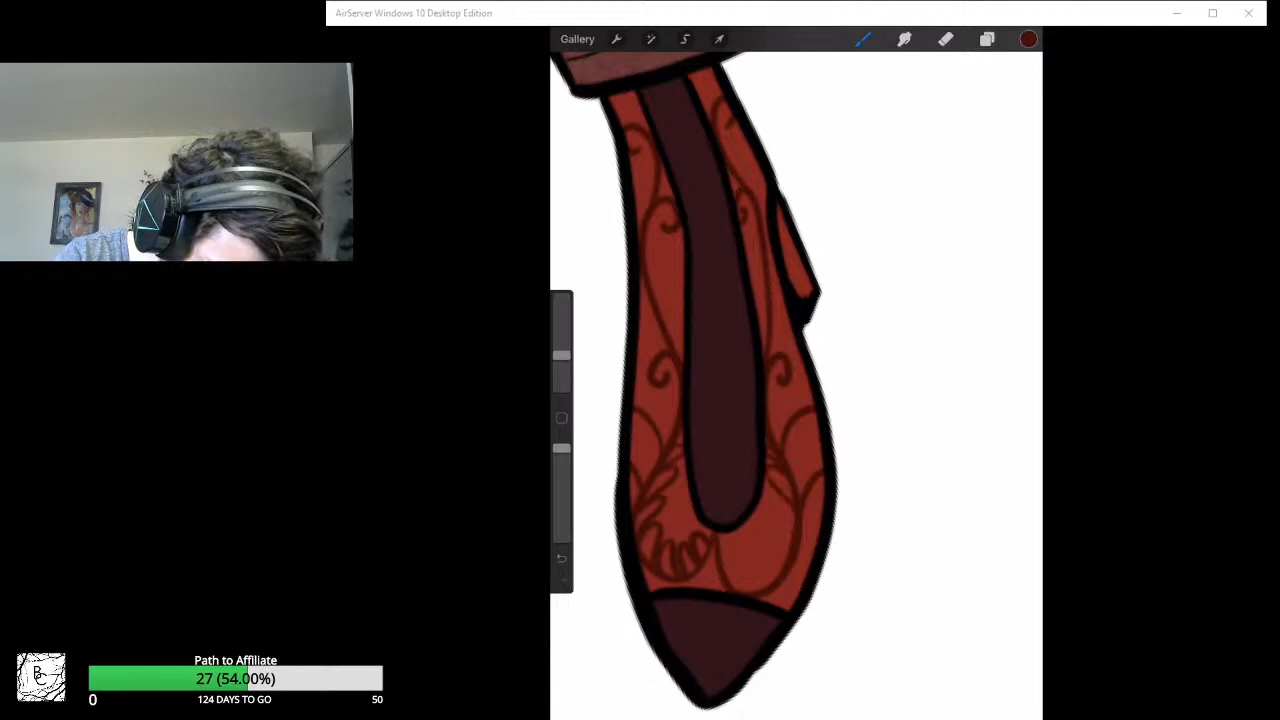 AirServer Windows 10 Desktop Edition
Gallery
Path to Affiliate
27 (54.00%)
0
124 DAYS TO GO
50